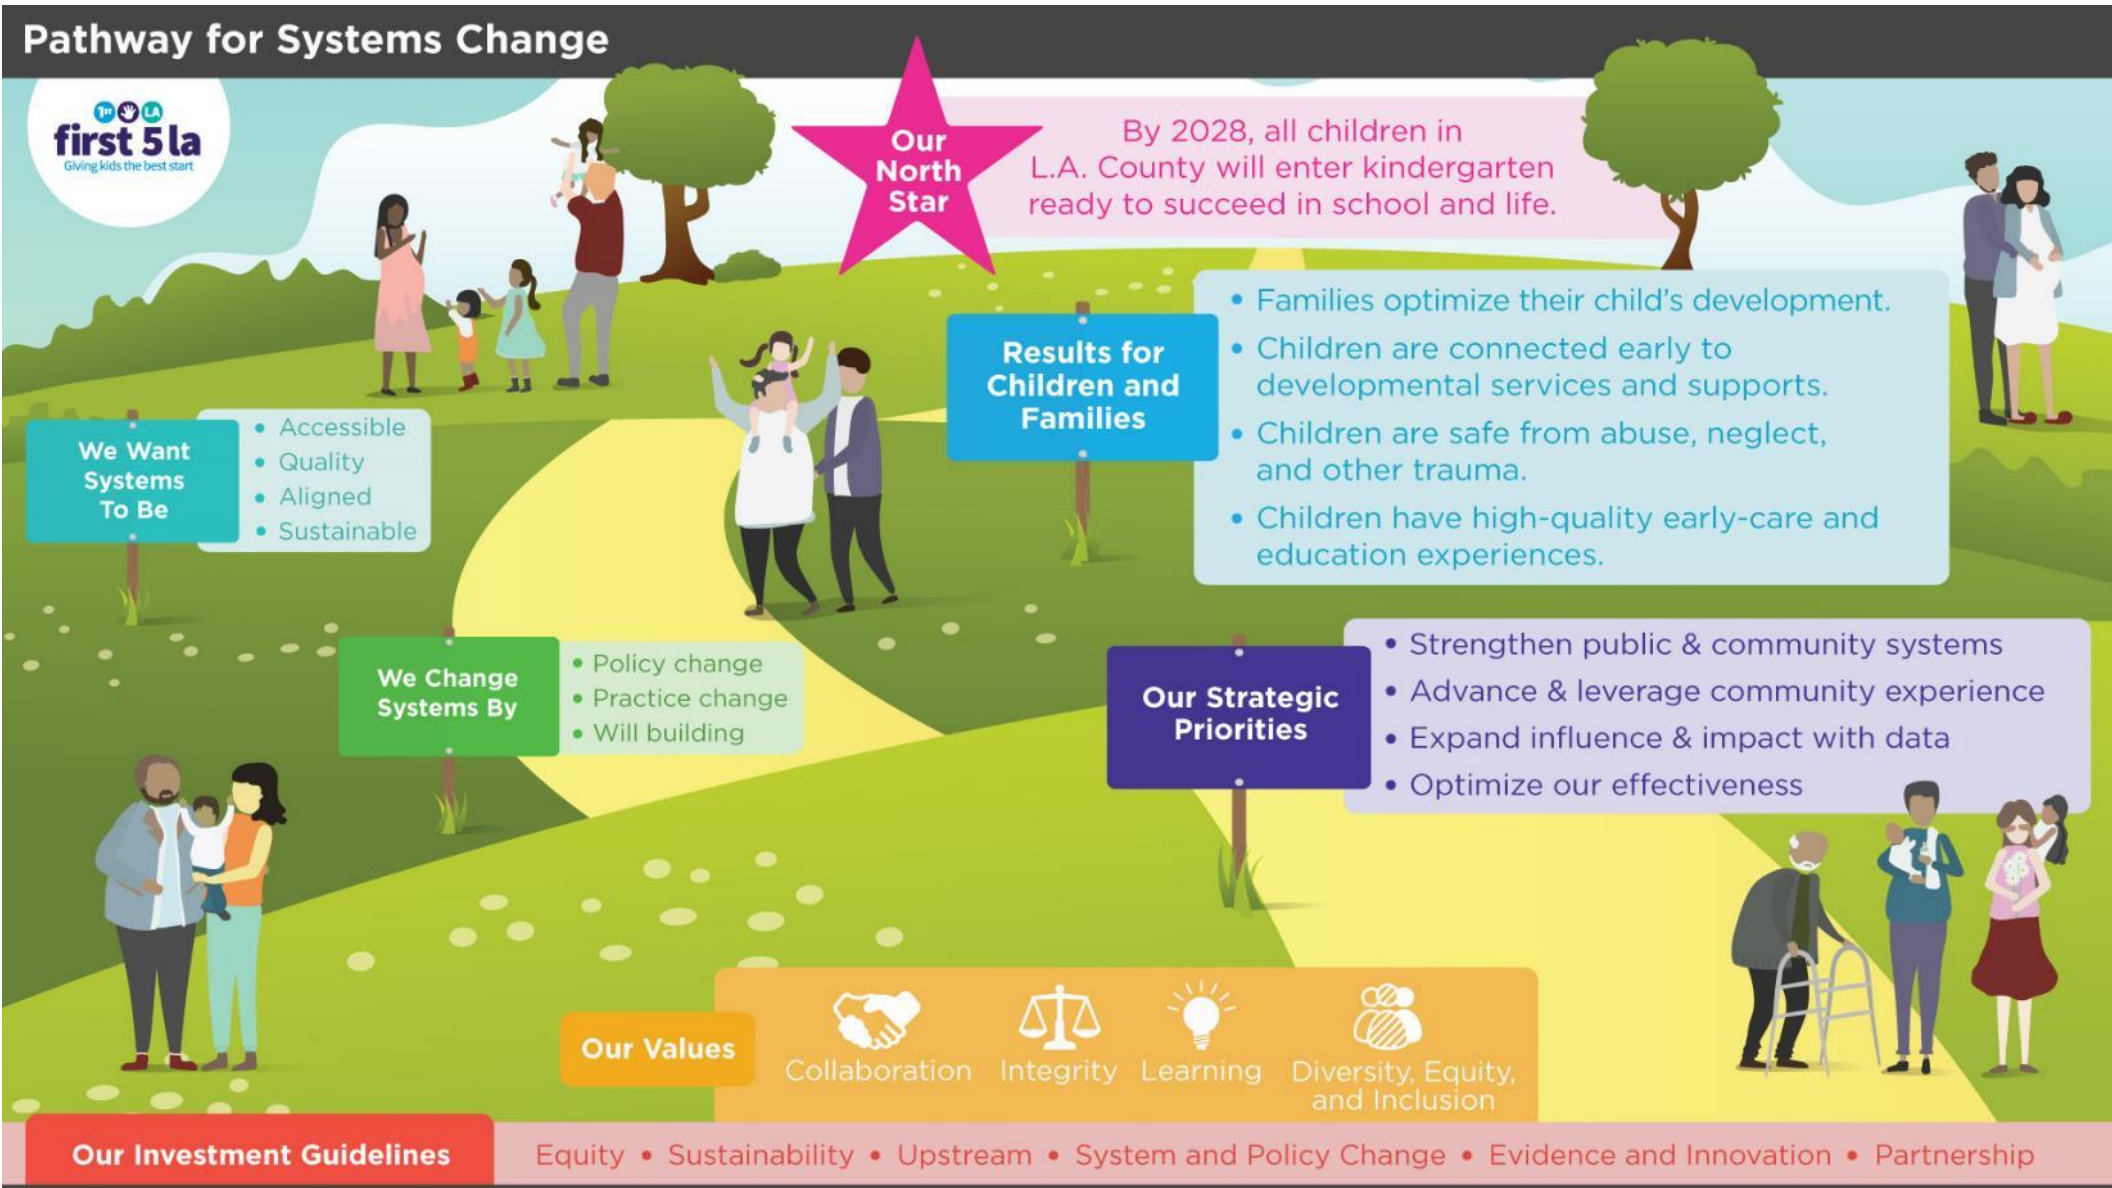 Pathway for Systems Change
1ST LA
first 5 la
Giving kids the best start
Our
North
Star
By 2028, all children in
L.A. County will enter kindergarten
ready to succeed in school and life.
Results for
Children and
Families
• Families optimize their child's development.
• Children are connected early to
developmental services and supports.
• Children are safe from abuse, neglect,
and other trauma.
• Children have high-quality early-care and
education experiences.
We Want
Systems
To Be
• Accessible
• Quality
• Aligned
• Sustainable
We Change
Systems By
• Policy change
• Practice change
• Will building
Our Strategic
Priorities
• Strengthen public & community systems
• Advance & leverage community experience
• Expand influence & impact with data
• Optimize our effectiveness
Our Values
Collaboration
Integrity
Learning
Diversity, Equity,
and Inclusion
Our Investment Guidelines
Equity • Sustainability • Upstream • System and Policy Change • Evidence and Innovation • Partnership